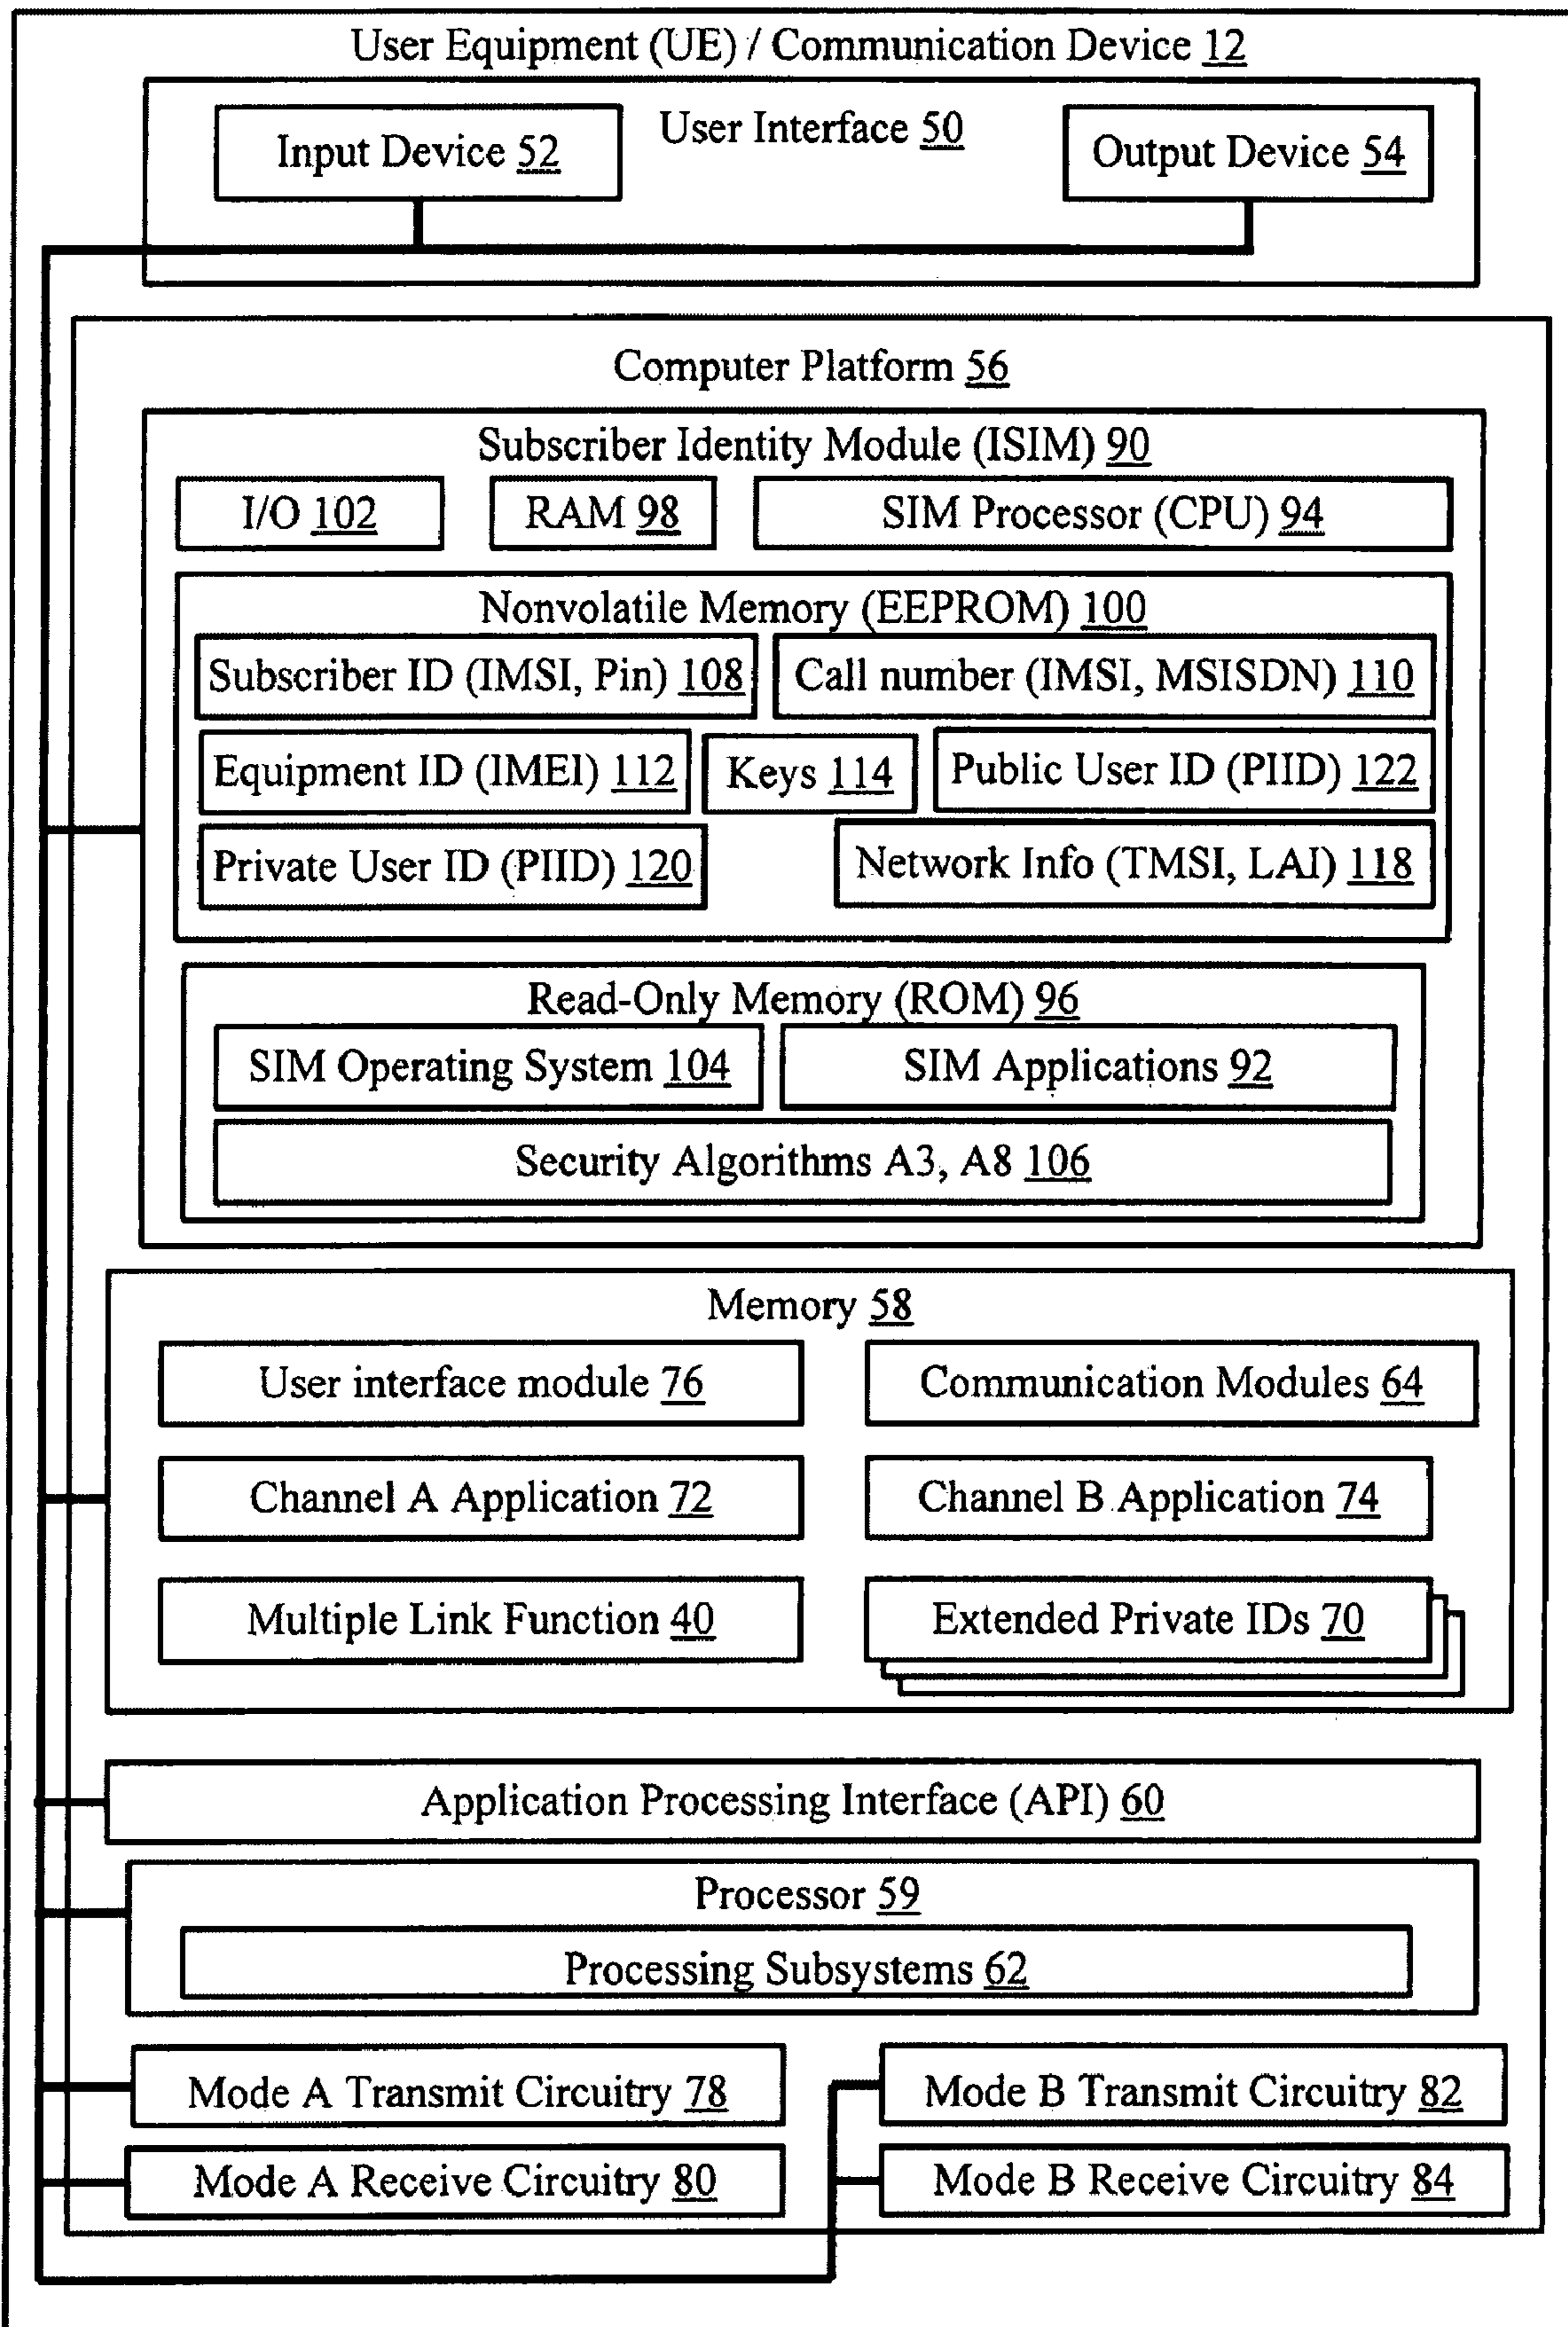 User Equipment (UE) / Communication Device 12
User Interface 50
Input Device 52
Output Device 54
Computer Platform 56
Subscriber Identity Module (ISIM) 90
I/O 102
RAM 98
SIM Processor (CPU) 94
Nonvolatile Memory (EEPROM) 100
Subscriber ID (IMSI, Pin) 108
Call number (IMSI, MSISDN) 110
Equipment ID (IMEI) 112
Keys 114
Public User ID (PIID) 122
Private User ID (PIID) 120
Network Info (TMSI, LAI) 118
Read-Only Memory (ROM) 96
SIM Operating System 104
SIM Applications 92
Security Algorithms A3, A8 106
Memory 58
User interface module 76
Communication Modules 64
Channel A Application 72
Channel B Application 74
Multiple Link Function 40
Extended Private IDs 70
Application Processing Interface (API) 60
Processor 59
Processing Subsystems 62
Mode A Transmit Circuitry 78
Mode B Transmit Circuitry 82
Mode A Receive Circuitry 80
Mode B Receive Circuitry 84